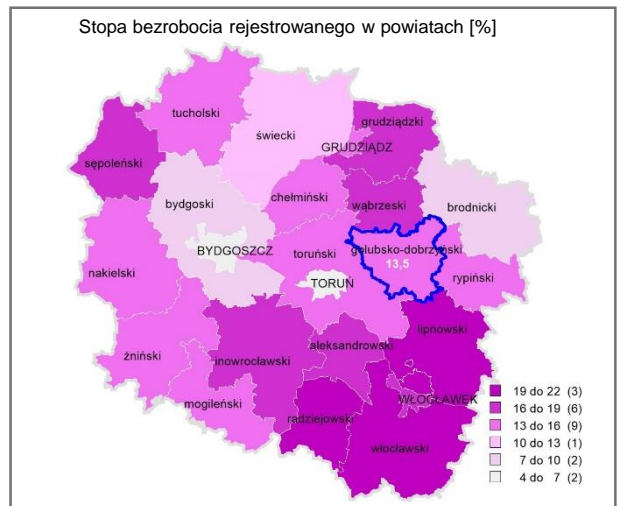 Stopa bezrobocia rejestrowanego w powiatach [%]
tucholski
świecki
grudziądzki
GRUDZIĄDZ
sępoleński
chełmiński
wąbrzeski
bydgoski
brodnicki
BYDGOSZCZ
toruński
golubsko-dobrzyński
13,5
nakielski
TORUŃ
rypiński
lipnowski
żniński
inowrocławski
aleksandrowski
mogileński
WŁOCŁAWEK
radziejowski
włocławski
19 do 22 (3)
16 do 19 (6)
13 do 16 (9)
10 do 13 (1)
7 do 10 (2)
4 do 7 (2)